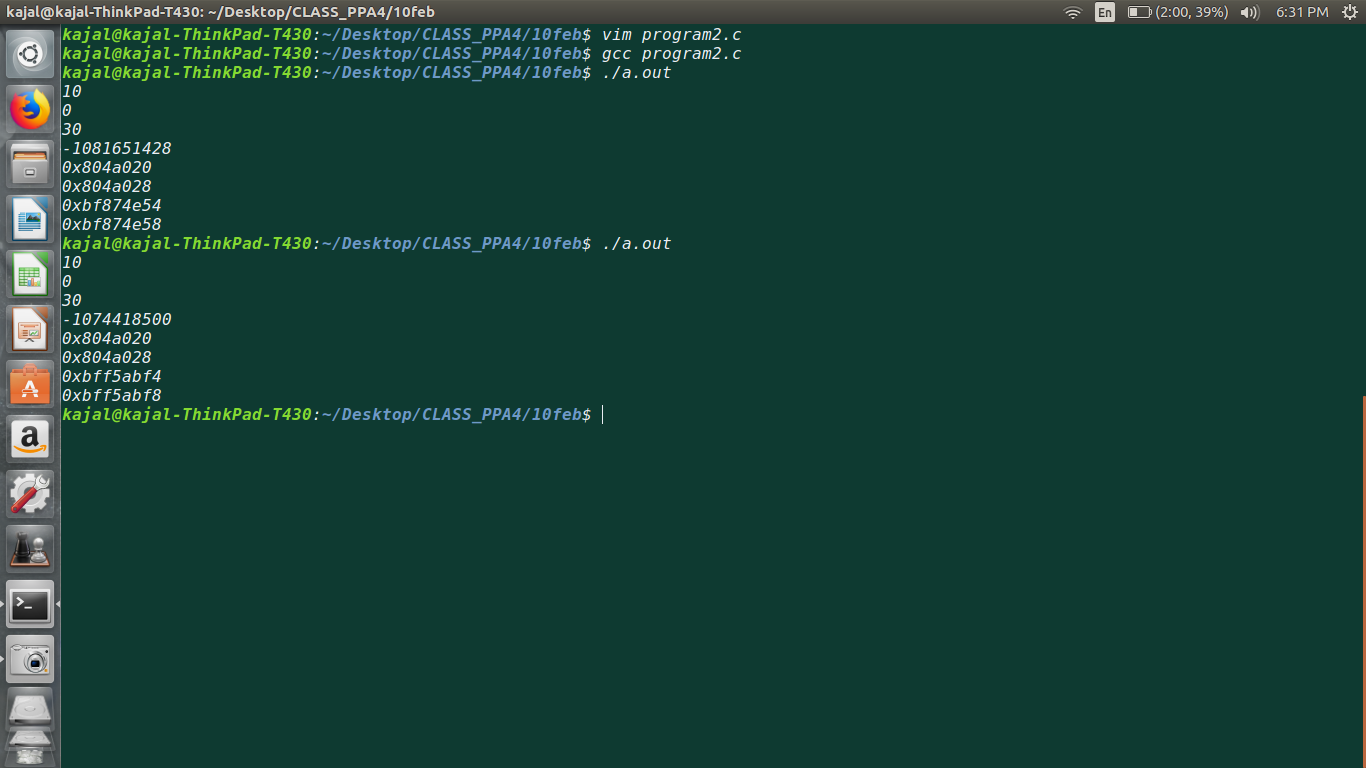 kajal@kajal-ThinkPad-T430: ~/Desktop/CLASS_PPA4/10feb En (2:00, 39%) 6:31 PM
kajal@kajal-ThinkPad-T430:~/Desktop/CLASS_PPA4/10feb$ vim program2.c
kajal@kajal-ThinkPad-T430:~/Desktop/CLASS_PPA4/10feb$ gcc program2.c
kajal@kajal-ThinkPad-T430:~/Desktop/CLASS_PPA4/10feb$ ./a.out
10
0
30
-1081651428
0x804a020
0x804a028
0xbf874e54
0xbf874e58
kajal@kajal-ThinkPad-T430:~/Desktop/CLASS_PPA4/10feb$ ./a.out
10
0
30
-1074418500
0x804a020
0x804a028
0xbff5abf4
0xbff5abf8
kajal@kajal-ThinkPad-T430:~/Desktop/CLASS_PPA4/10feb$